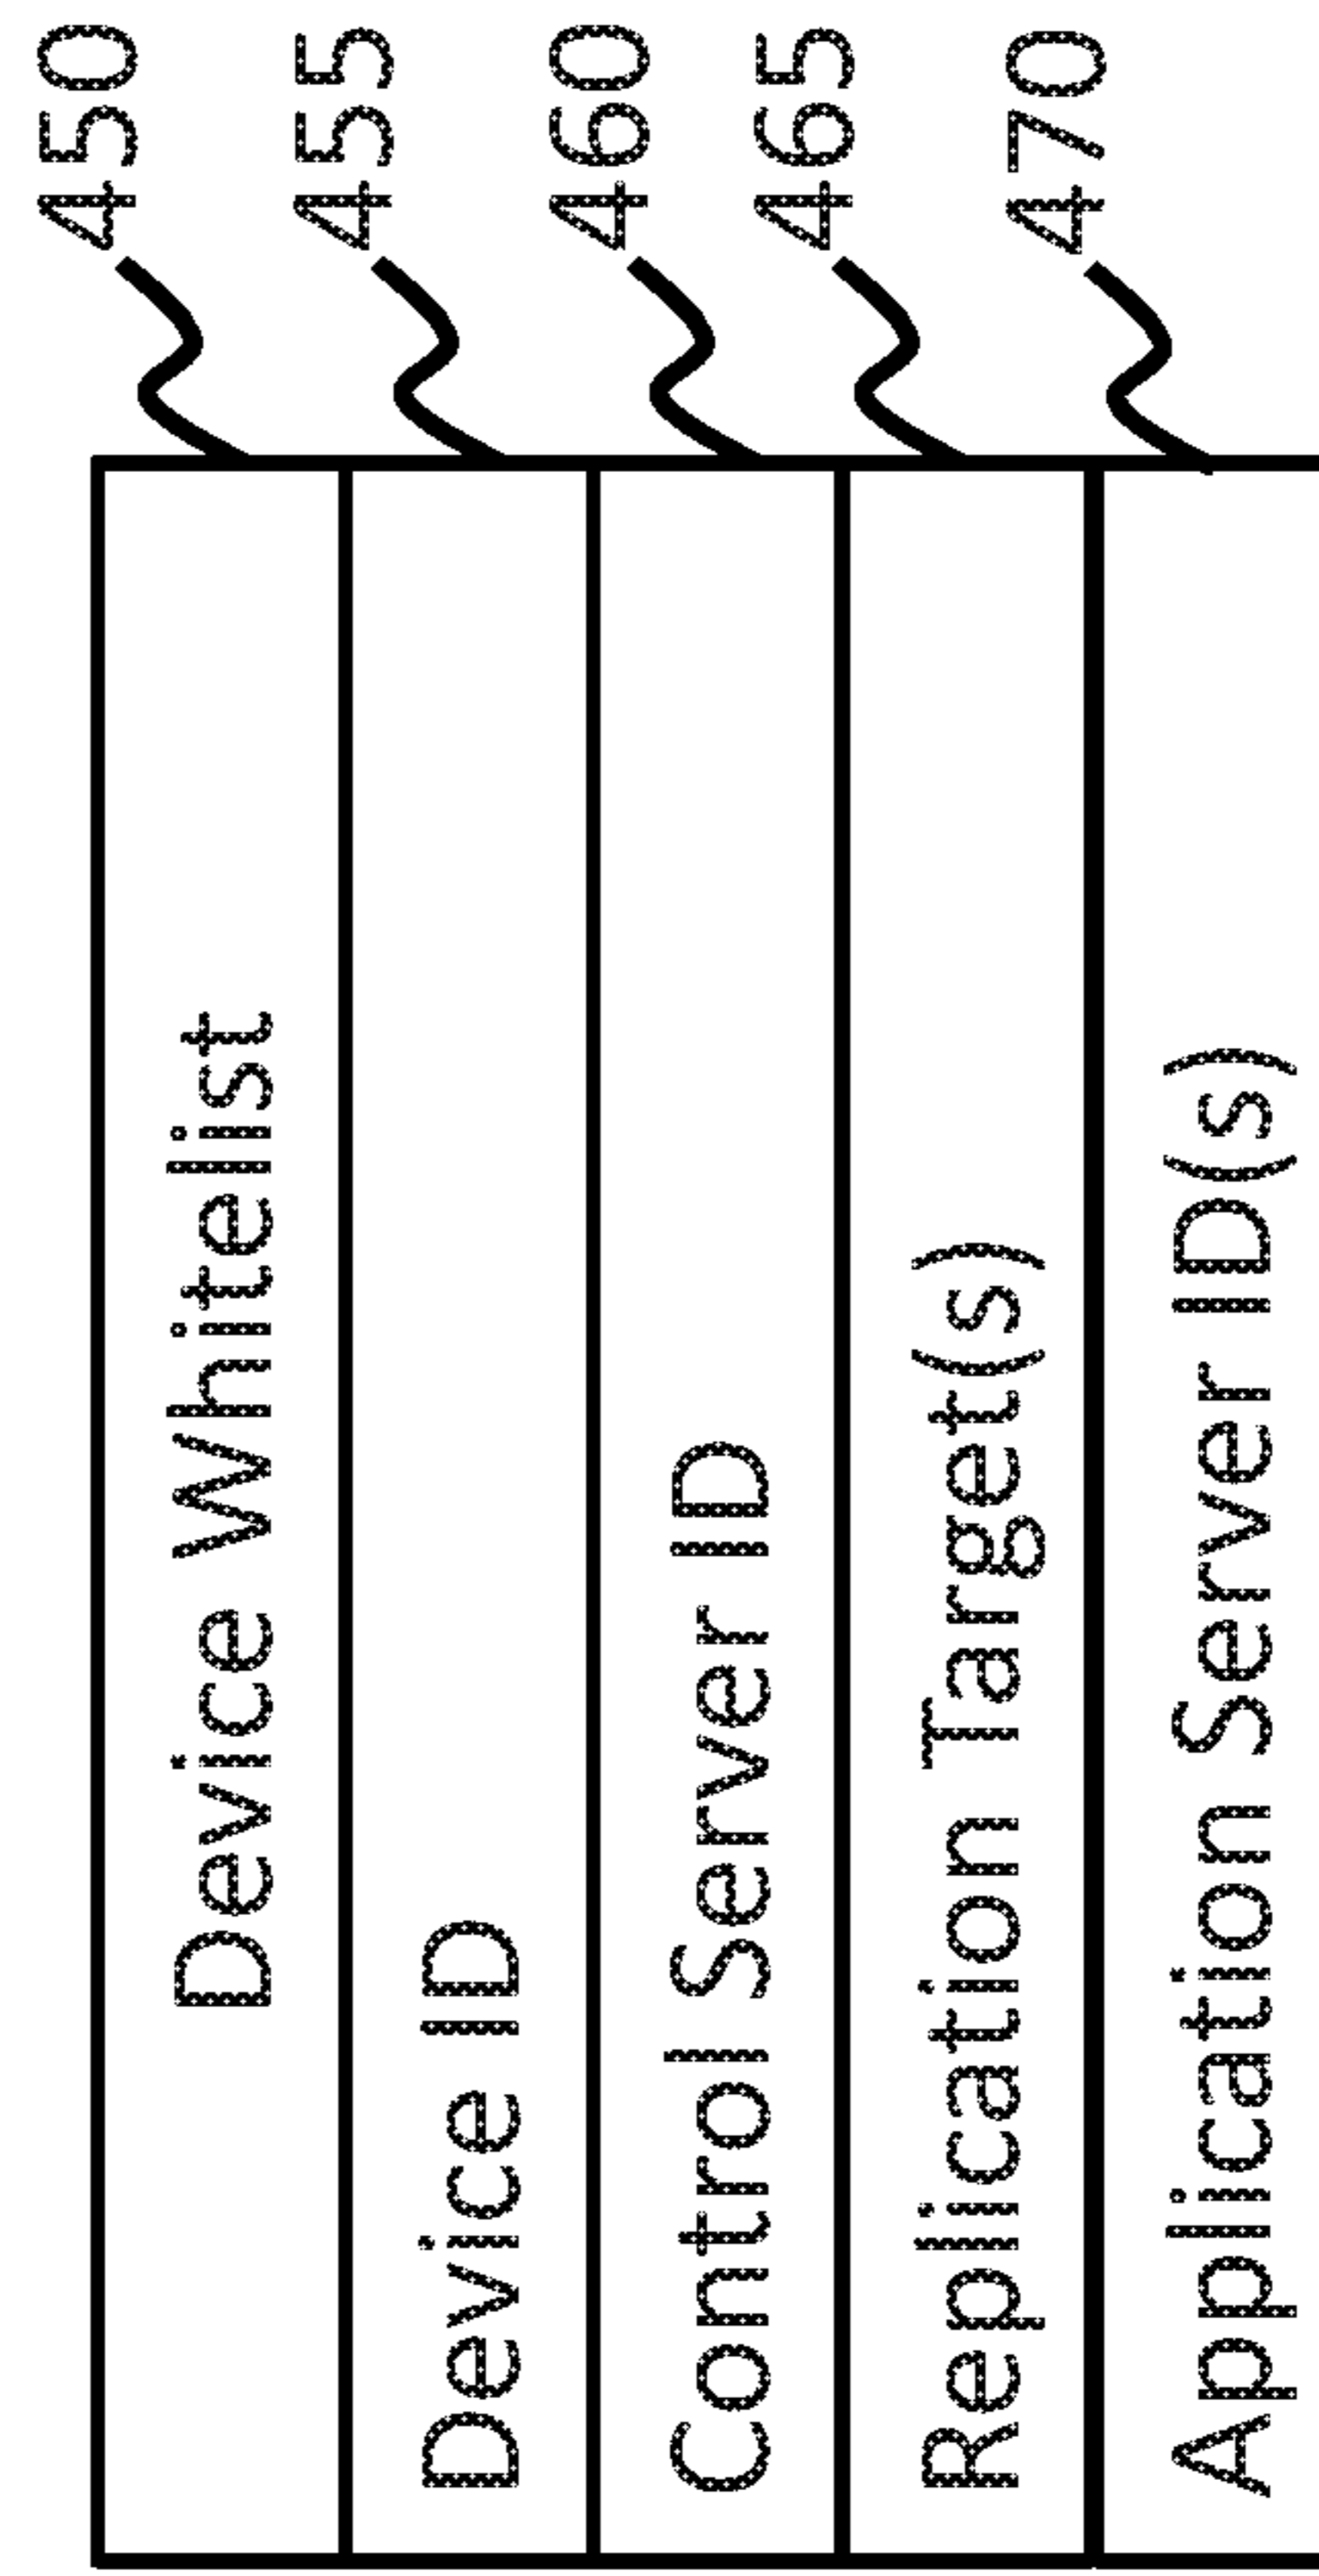 Device Whitelist 450
Device ID 455
Control Server ID 460
Replication Target(s) 465
Application Server ID(s) 470